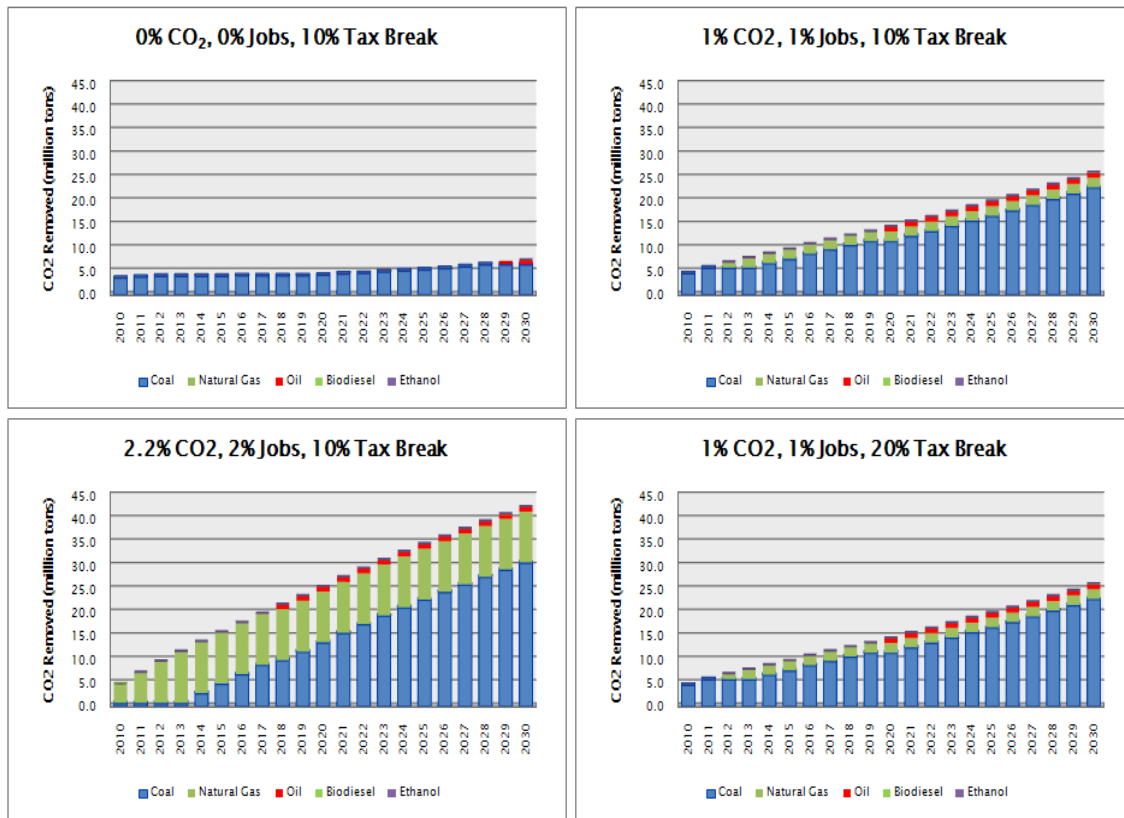 0% CO₂, 0% Jobs, 10% Tax Break
CO2 Removed (milllion tons)
45.0
40.0
35.0
30.0
25.0
20.0
15.0
10.0
5.0
0.0
2010 2011 2012 2013 2014 2015 2016 2017 2018 2019 2020 2021 2022 2023 2024 2025 2026 2027 2028 2029 2030
Coal Natural Gas Oil Biodiesel Ethanol
1% CO2, 1% Jobs, 10% Tax Break
CO2 Removed (milllion tons)
45.0
40.0
35.0
30.0
25.0
20.0
15.0
10.0
5.0
0.0
2010 2011 2012 2013 2014 2015 2016 2017 2018 2019 2020 2021 2022 2023 2024 2025 2026 2027 2028 2029 2030
Coal Natural Gas Oil Biodiesel Ethanol
2.2% CO2, 2% Jobs, 10% Tax Break
CO2 Removed (milllion tons)
45.0
40.0
35.0
30.0
25.0
20.0
15.0
10.0
5.0
0.0
2010 2011 2012 2013 2014 2015 2016 2017 2018 2019 2020 2021 2022 2023 2024 2025 2026 2027 2028 2029 2030
Coal Natural Gas Oil Biodiesel Ethanol
1% CO2, 1% Jobs, 20% Tax Break
CO2 Removed (milllion tons)
45.0
40.0
35.0
30.0
25.0
20.0
15.0
10.0
5.0
0.0
2010 2011 2012 2013 2014 2015 2016 2017 2018 2019 2020 2021 2022 2023 2024 2025 2026 2027 2028 2029 2030
Coal Natural Gas Oil Biodiesel Ethanol